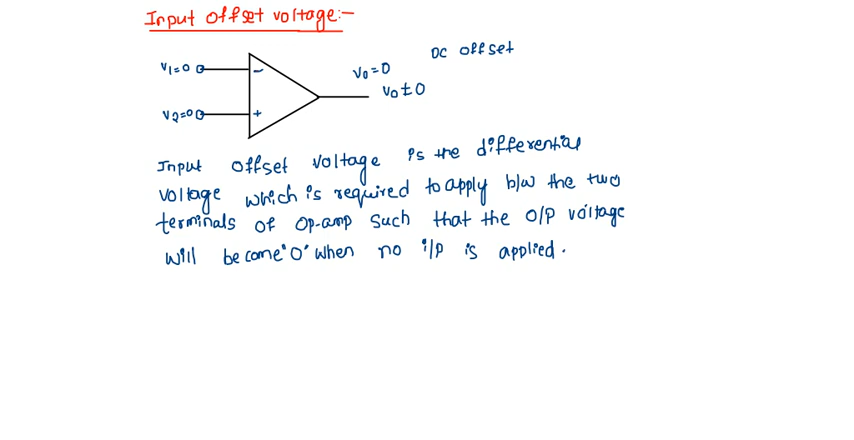 Input offset voltage:-
DC offset
V1=0
V0=0
V0±0
V2=0
-
+
Input offset voltage is the differential
voltage which is required to apply b/w the two
terminals of op-amp such that the O/P voltage
will become "0" when no i/p is applied.